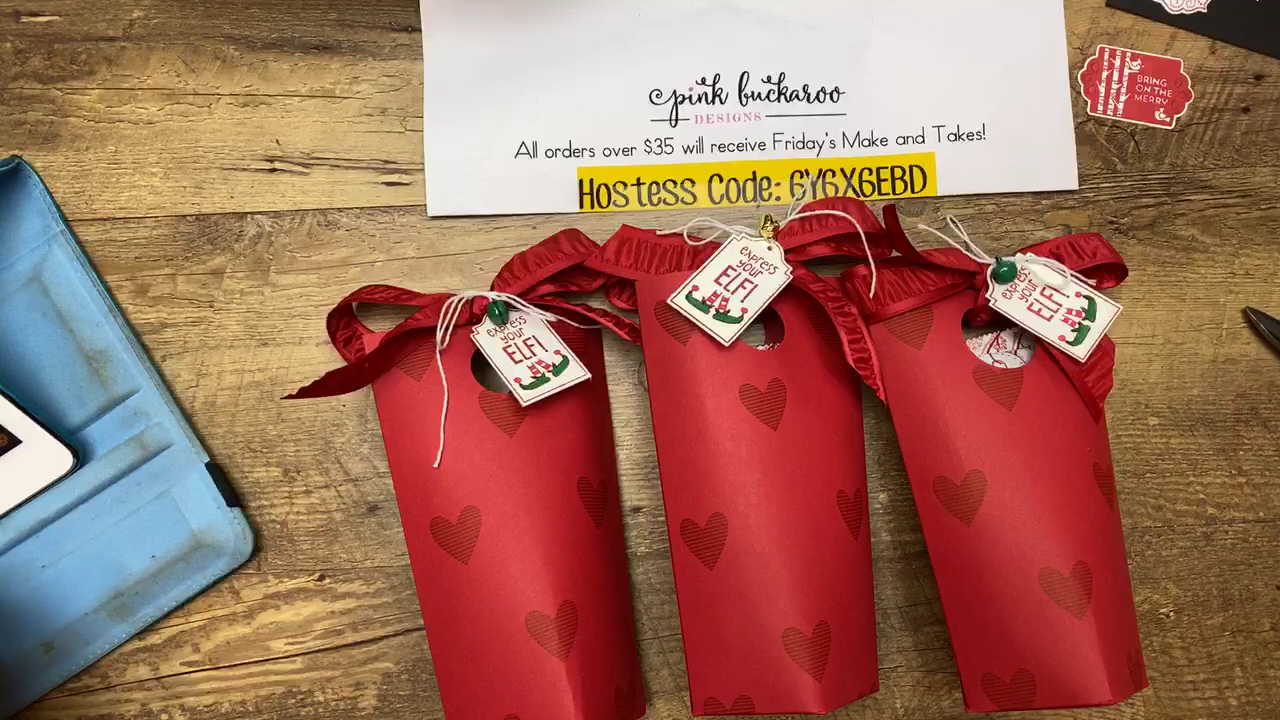 pink buckaroo
DESIGNS
All orders over $35 will receive Friday's Make and Takes!
Hostess Code: 6Y6X6EBD
BRING
ON THE
MERRY
express
your
ELF!
express
your
ELF!
express
your
ELF!